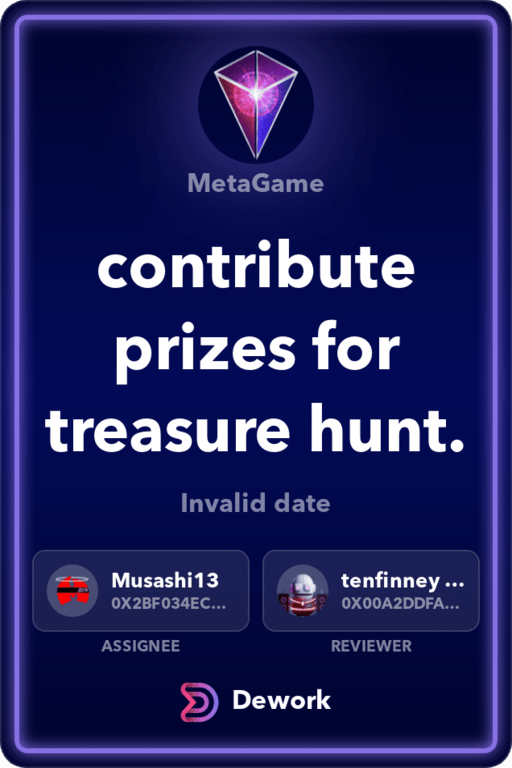 MetaGame
contribute
prizes for
treasure hunt.
Invalid date
Musashi13
0X2BF034EC...
ASSIGNEE
tenfinney ...
0X00A2DDFA...
REVIEWER
Dework